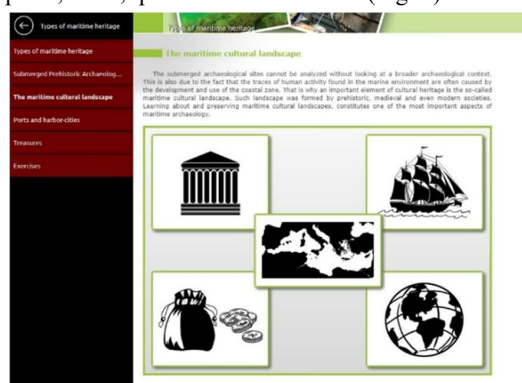 Types of maritime heritage
Types of maritime heritage
Types of maritime heritage
Submerged Prehistoric Archaeolog...
The maritime cultural landscape
Ports and harbor-cities
Treasures
Exercises
The maritime cultural landscape
The submerged archaeological sites cannot be analyzed without looking at a broader archaeological context.
This is also due to the fact that the traces of human activity found in the marine environment are often caused by
the development and use of the coastal zone. That is why an important element of cultural heritage is the so-called
maritime cultural landscape. Such landscape was formed by prehistoric, medieval and even modern societies.
Learning about and preserving maritime cultural landscapes, constitutes one of the most important aspects of
maritime archaeology.